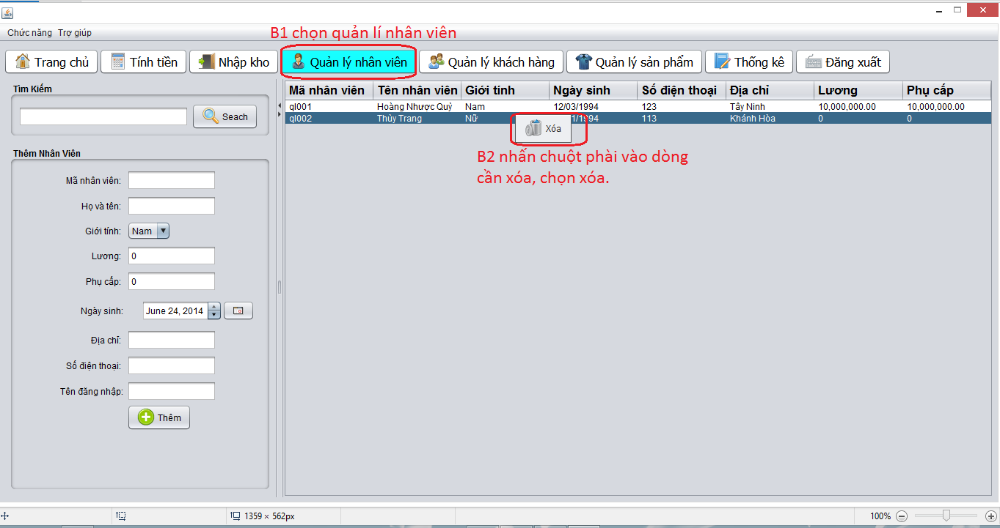 Chức năng Trợ giúp
B1 chọn quản lí nhân viên
Trang chủ Tính tiền Nhập kho Quản lý nhân viên Quản lý khách hàng Quản lý sản phẩm Thống kê Đăng xuất
Tìm Kiếm
Seach
Thêm Nhân Viên
Mã nhân viên:
Họ và tên:
Giới tính: Nam
Lương: 0
Phụ cấp: 0
Ngày sinh: June 24, 2014
Địa chỉ:
Số điện thoại:
Tên đăng nhập:
Thêm
Mã nhân viên Tên nhân viên Giới tính Ngày sinh Số điện thoại Địa chỉ Lương Phụ cấp
ql001 Hoàng Nhược Quỳ Nam 12/03/1994 123 Tây Ninh 10,000,000.00 10,000,000.00
ql002 Thùy Trang Nữ 1/1994 113 Khánh Hòa 0 0
Xóa
B2 nhấn chuột phài vào dòng
cần xóa, chọn xóa.
1359 × 562px 100%